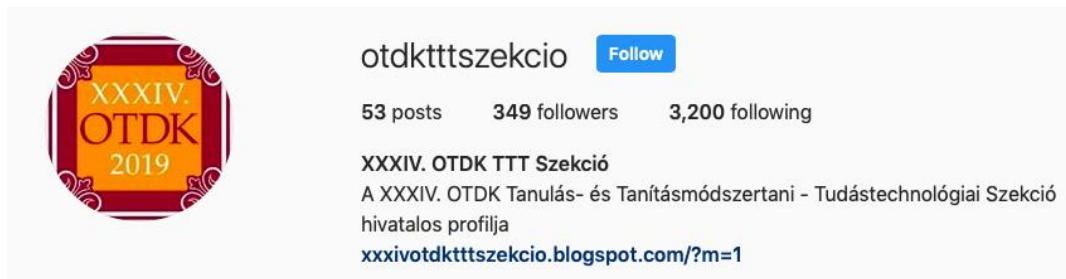 XXXIV.
OTDK
2019
otdktttszekcio Follow
53 posts 349 followers 3,200 following
XXXIV. OTDK TTT Szekció
A XXXIV. OTDK Tanulás- és Tanításmódszertani - Tudástechnológiai Szekció
hivatalos profilja
xxxivotdktttszekcio.blogspot.com/?m=1